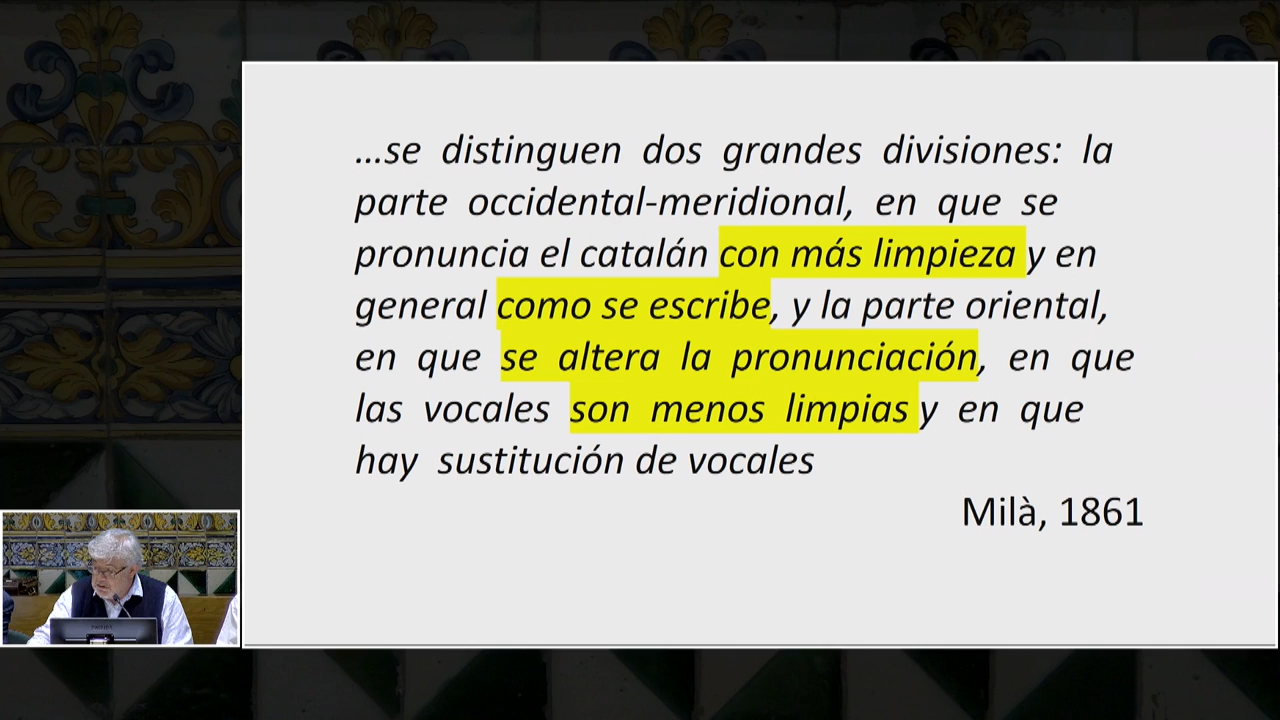 ...se distinguen dos grandes divisiones: la
parte occidental-meridional, en que se
pronuncia el catalán con más limpieza y en
general como se escribe, y la parte oriental,
en que se altera la pronunciación, en que
las vocales son menos limpias y en que
hay sustitución de vocales
Milà, 1861